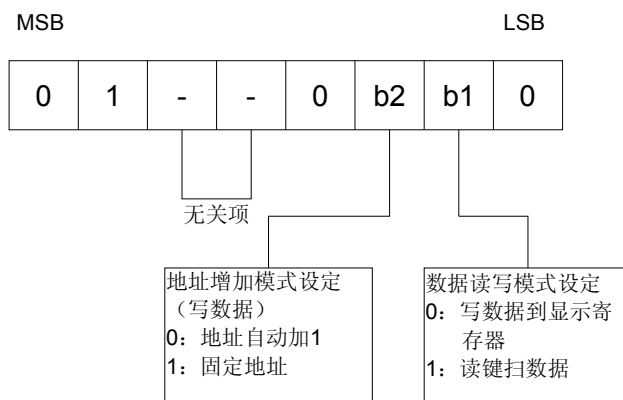 MSB LSB
0 1 - - 0 b2 b1 0
无关项
地址增加模式设定
（写数据）
0：地址自动加1
1：固定地址
数据读写模式设定
0：写数据到显示寄
存器
1：读键扫数据